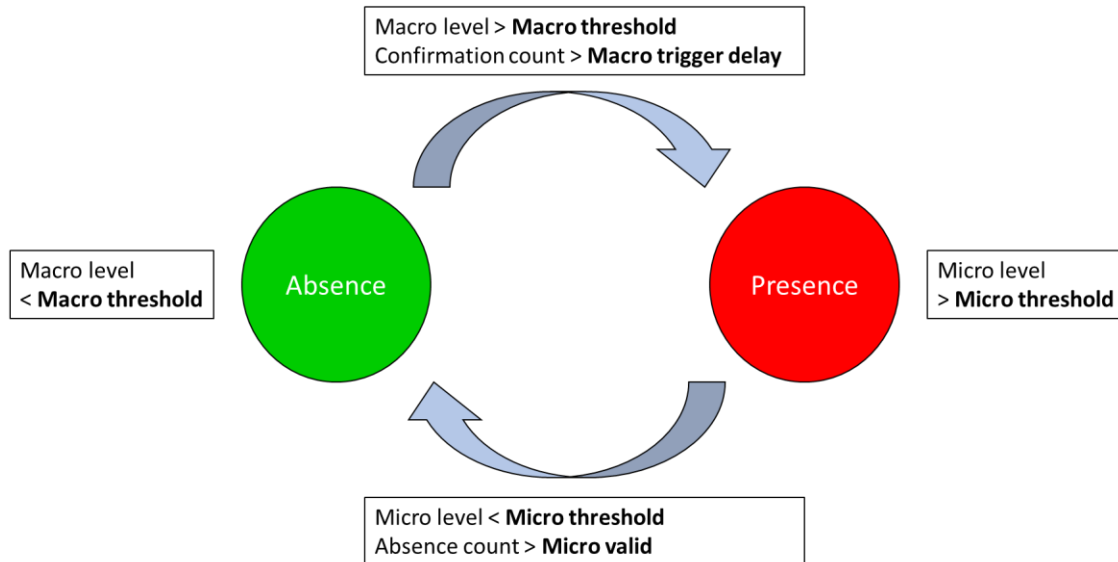 Macro level > Macro threshold
Confirmation count > Macro trigger delay
Macro level
< Macro threshold
Absence
Presence
Micro level
> Micro threshold
Micro level < Micro threshold
Absence count > Micro valid